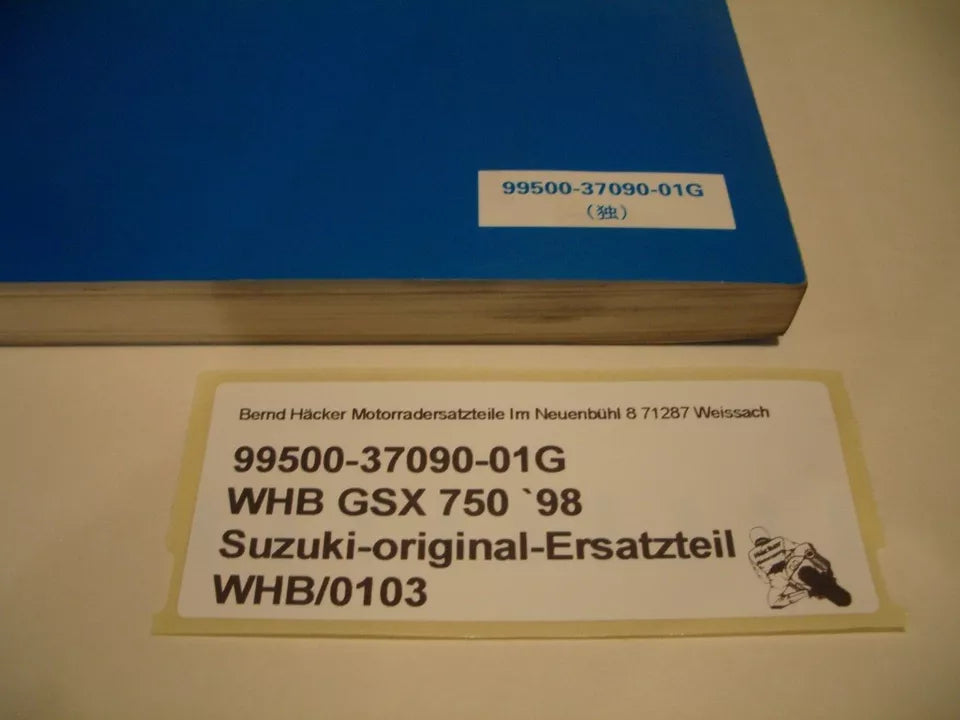 99500-37090-01G
（独）
Bernd Häcker Motorradersatzteile Im Neuenbühl 8 71287 Weissach
99500-37090-01G
WHB GSX 750 `98
Suzuki-original-Ersatzteil
WHB/0103